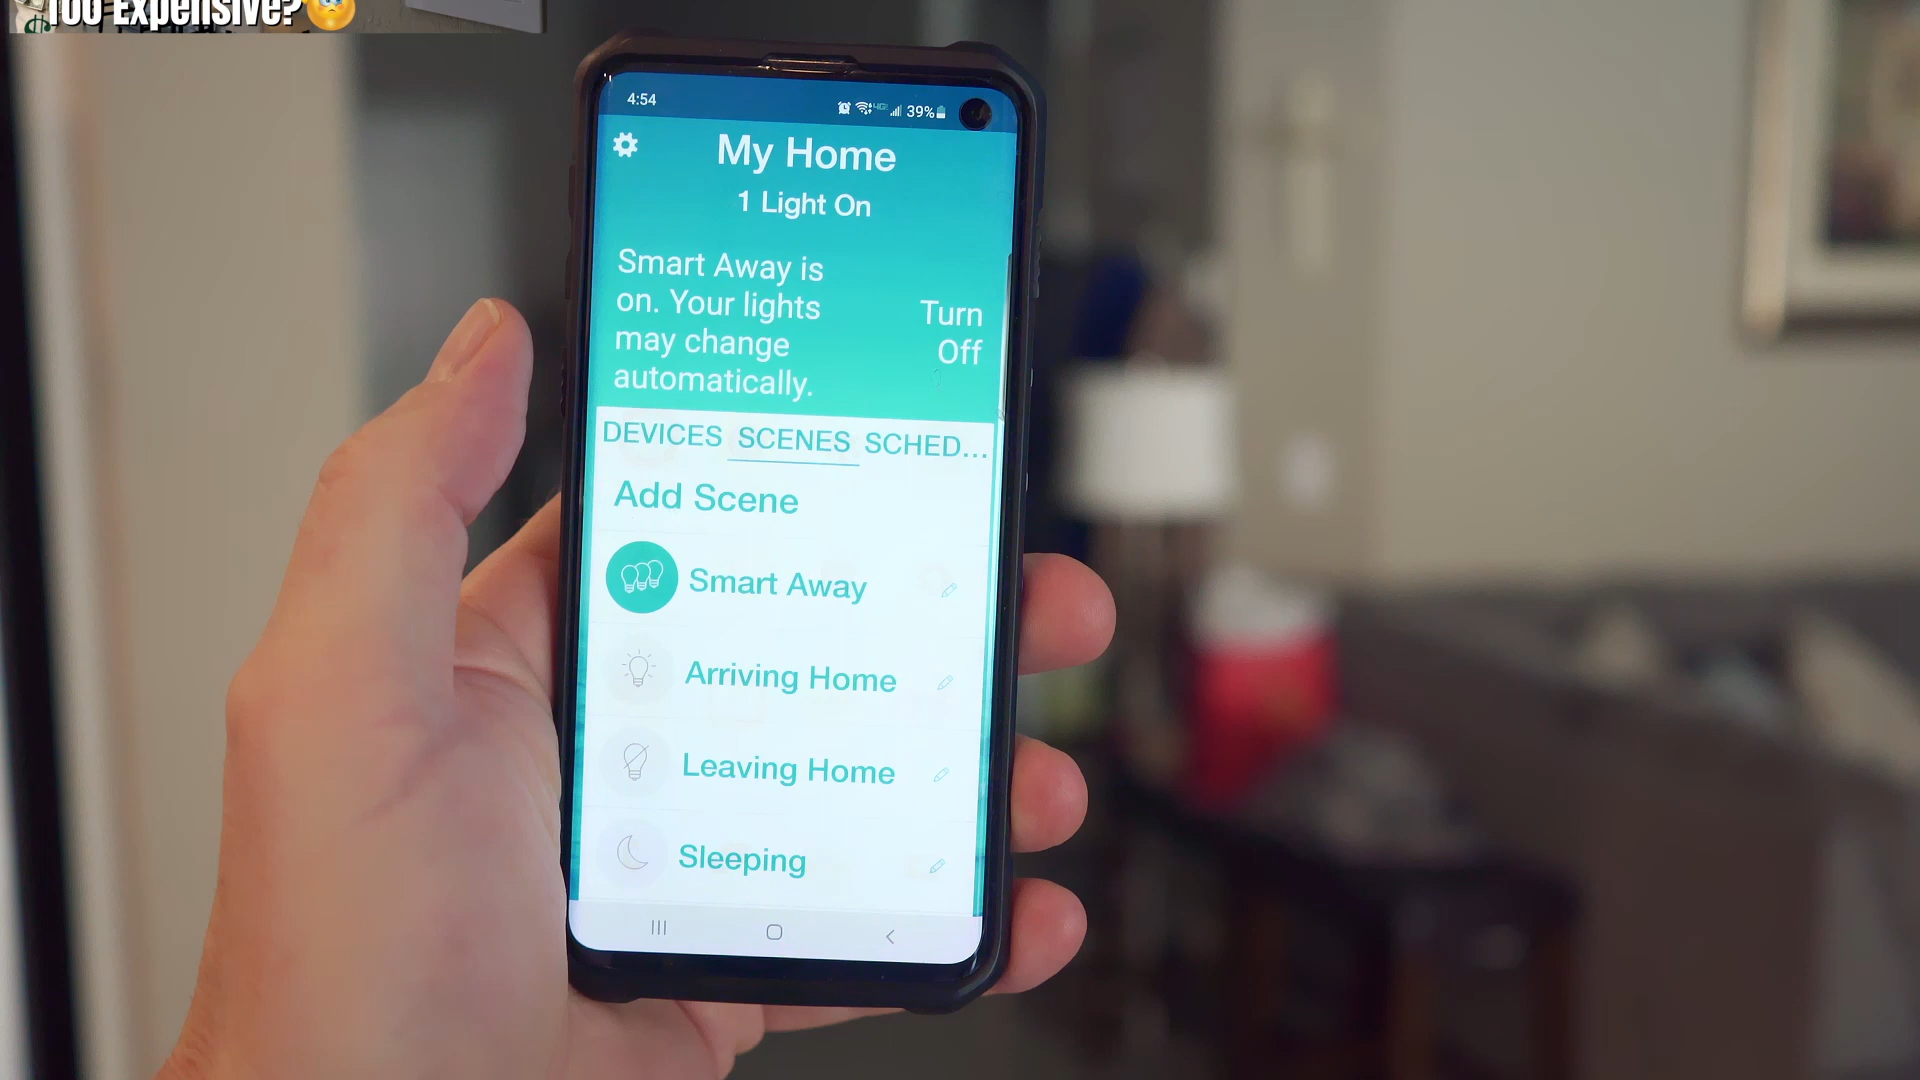 Too Expensive?
4:54
39%
My Home
1 Light On
Smart Away is
on. Your lights
may change
automatically.
Turn
Off
DEVICES SCENES SCHED...
Add Scene
Smart Away
Arriving Home
Leaving Home
Sleeping